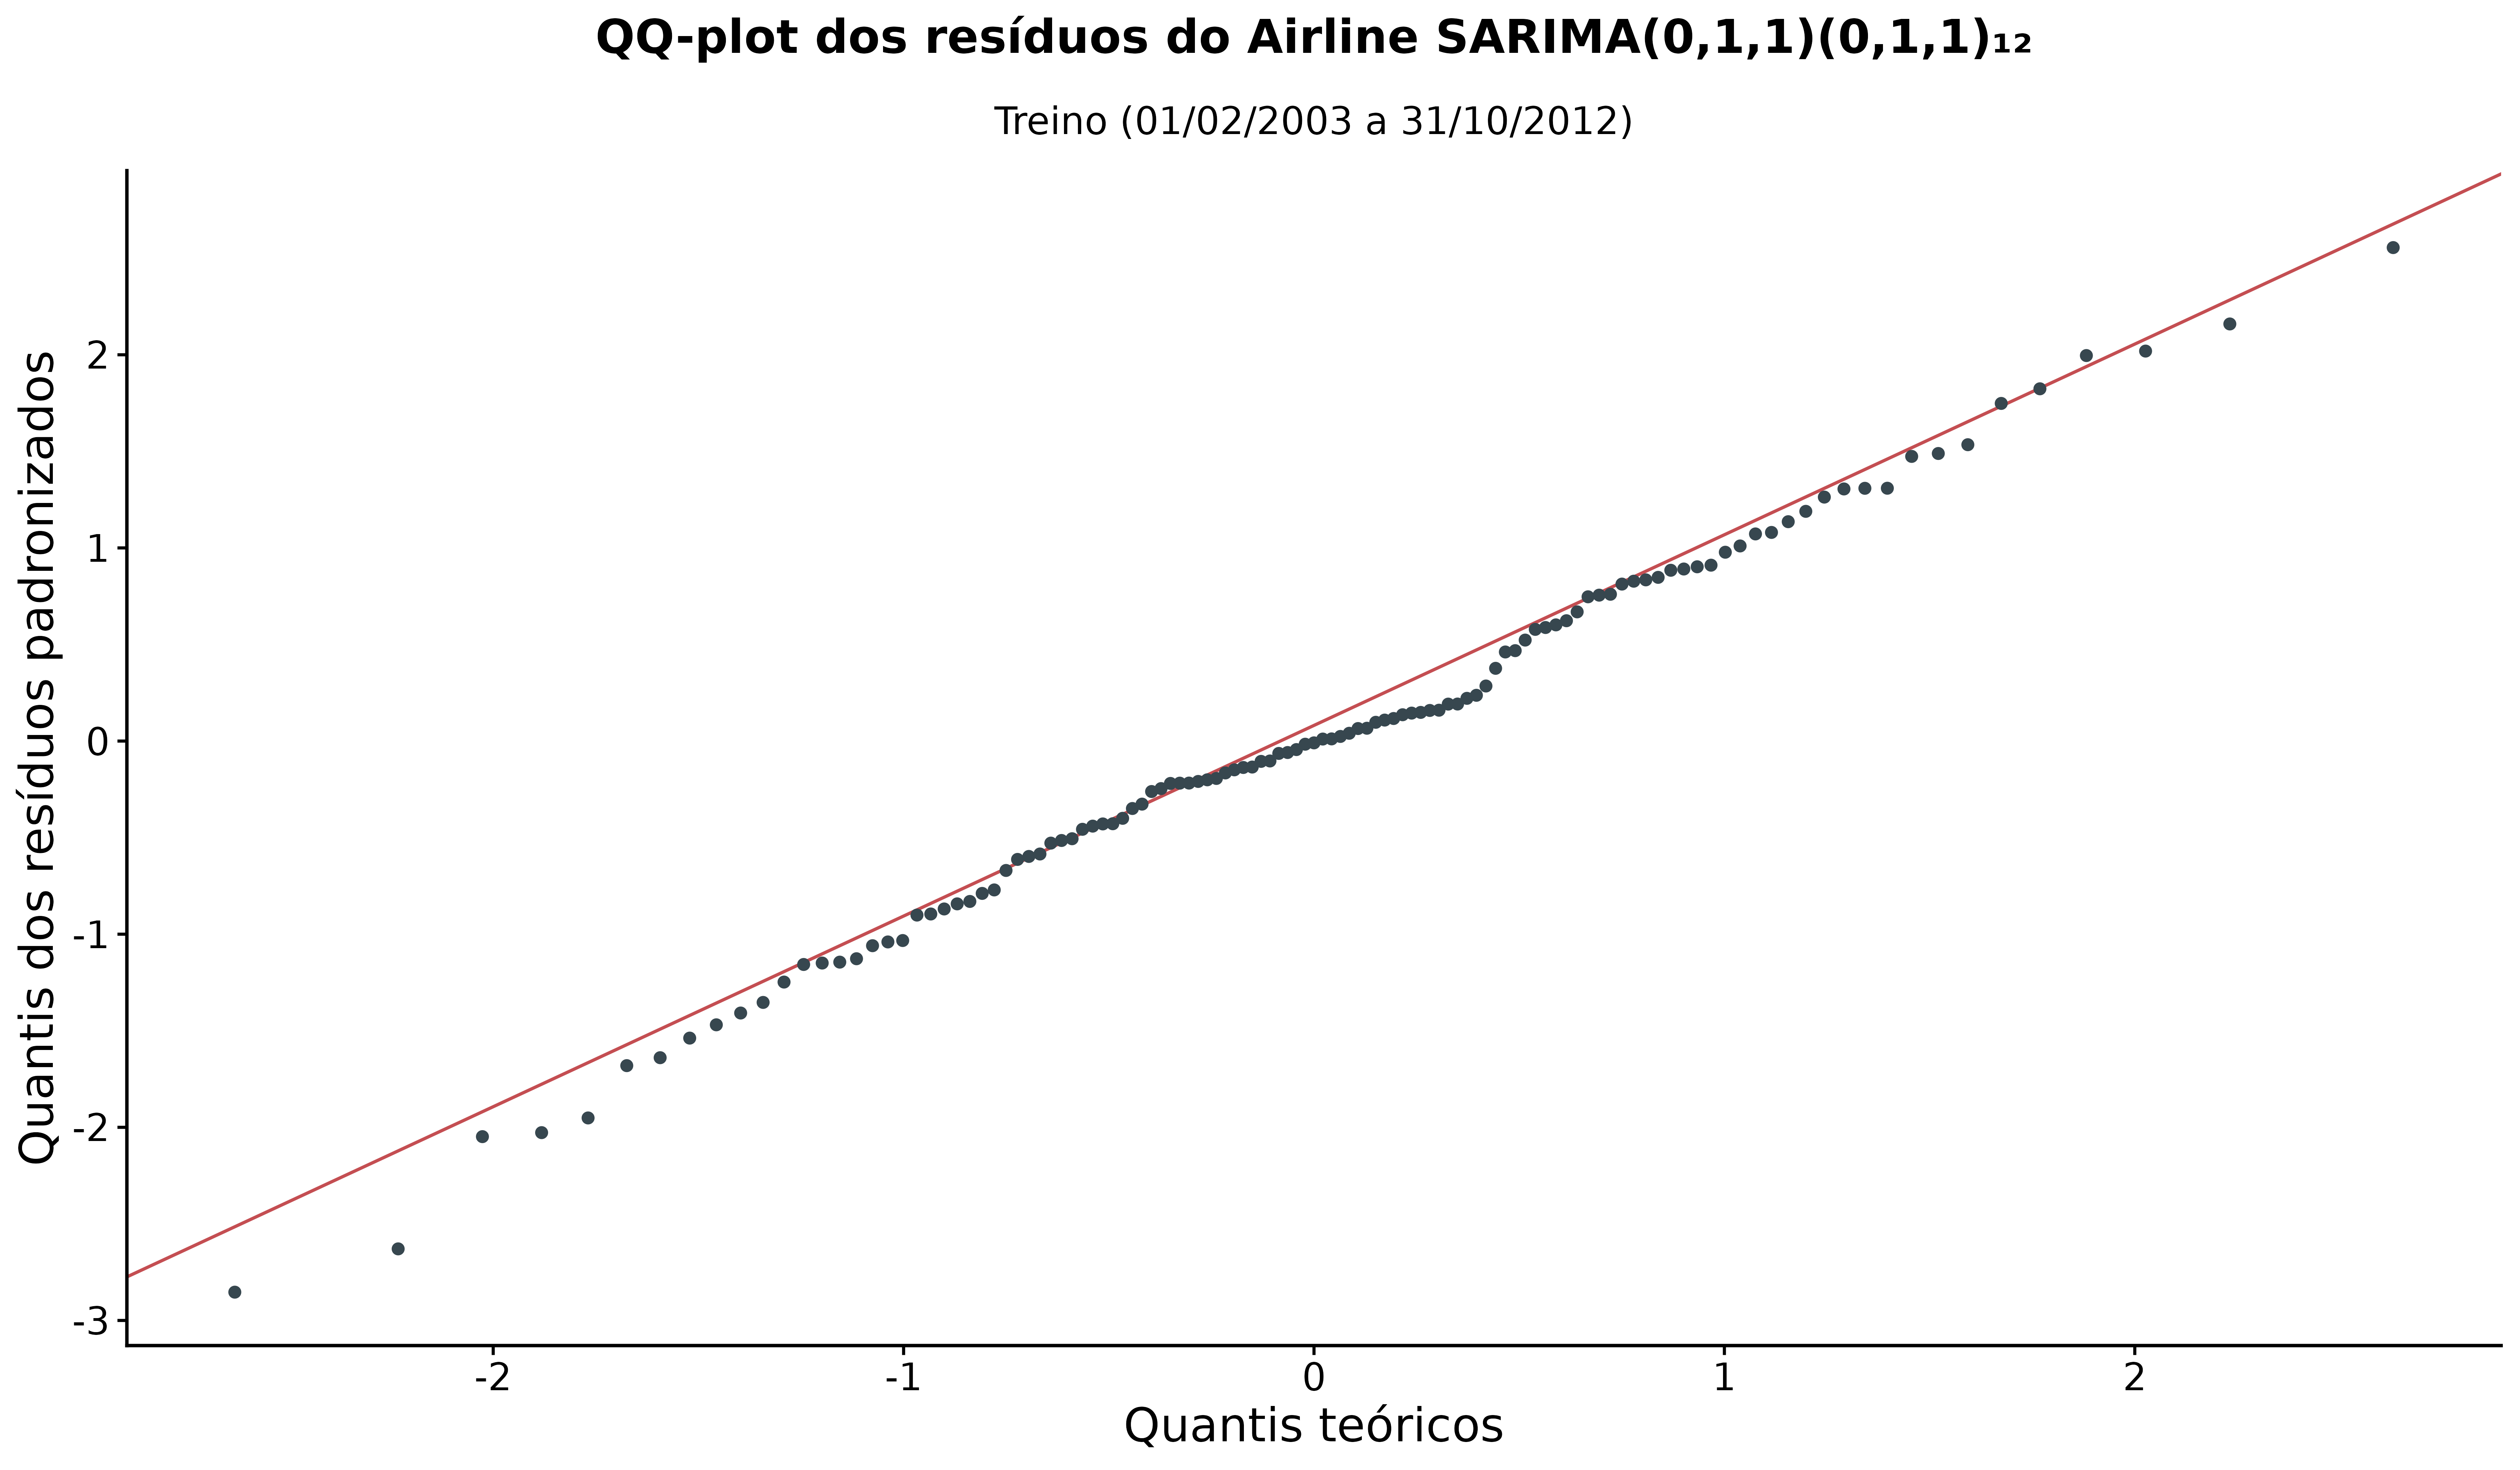 QQ-plot dos resíduos do Airline SARIMA(0,1,1)(0,1,1)₁₂
Treino (01/02/2003 a 31/10/2012)
Quantis dos resíduos padronizados
2
1
0
-1
-2
-3
-2 -1 0 1 2
Quantis teóricos